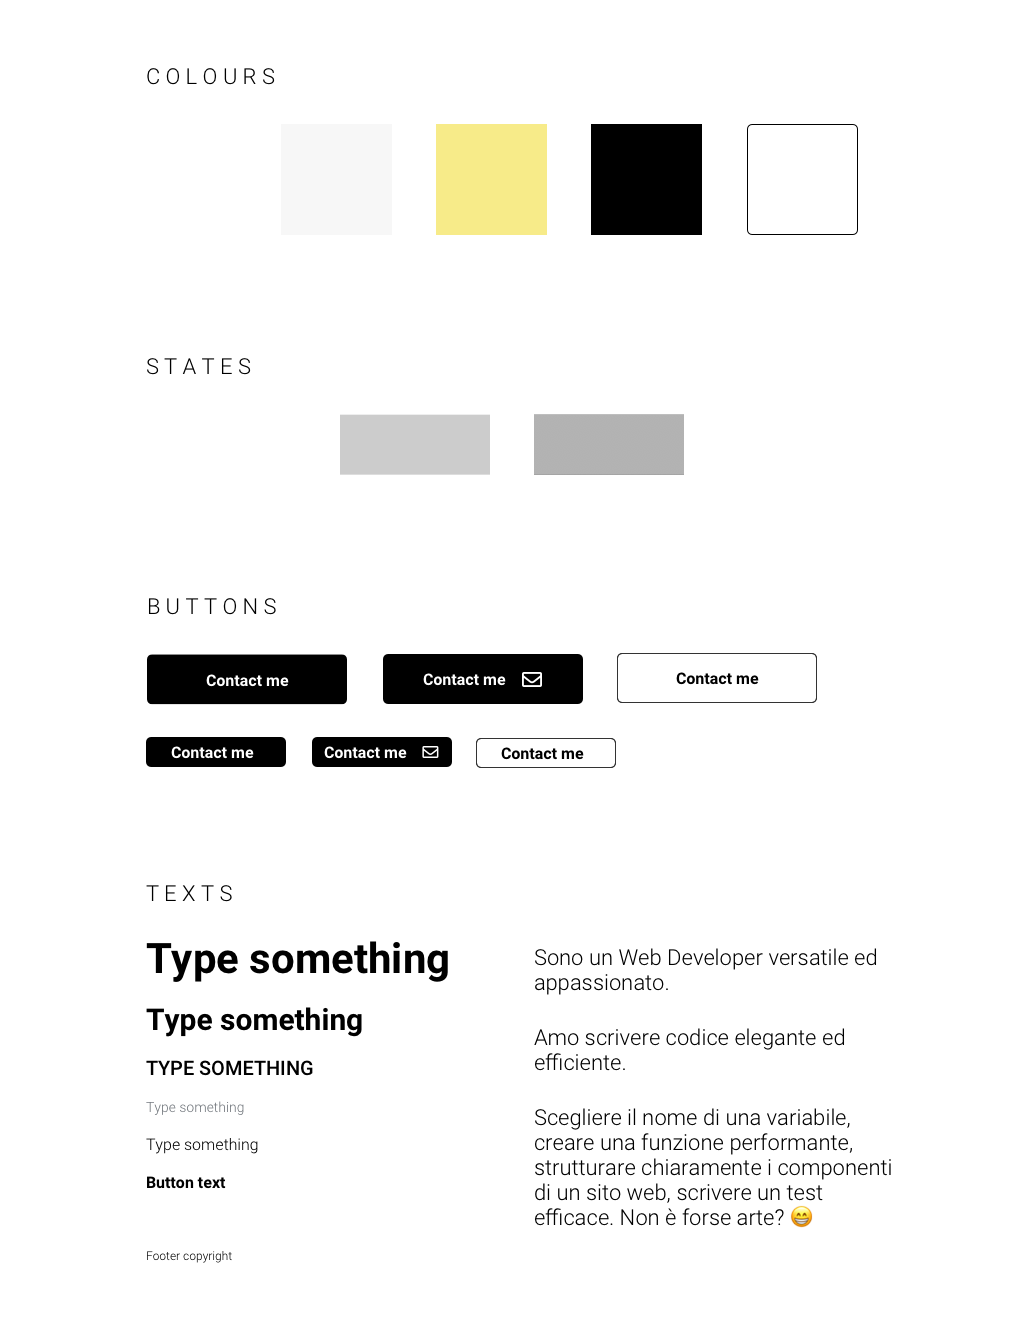 COLOURS
STATES
BUTTONS
Contact me
Contact me
Contact me
Contact me
Contact me
Contact me
TEXTS
Type something
Type something
TYPE SOMETHING
Type something
Type something
Button text
Footer copyright
Sono un Web Developer versatile ed
appassionato.
Amo scrivere codice elegante ed
efficiente.
Scegliere il nome di una variabile,
creare una funzione performante,
strutturare chiaramente i componenti
di un sito web, scrivere un test
efficace. Non è forse arte? 😁